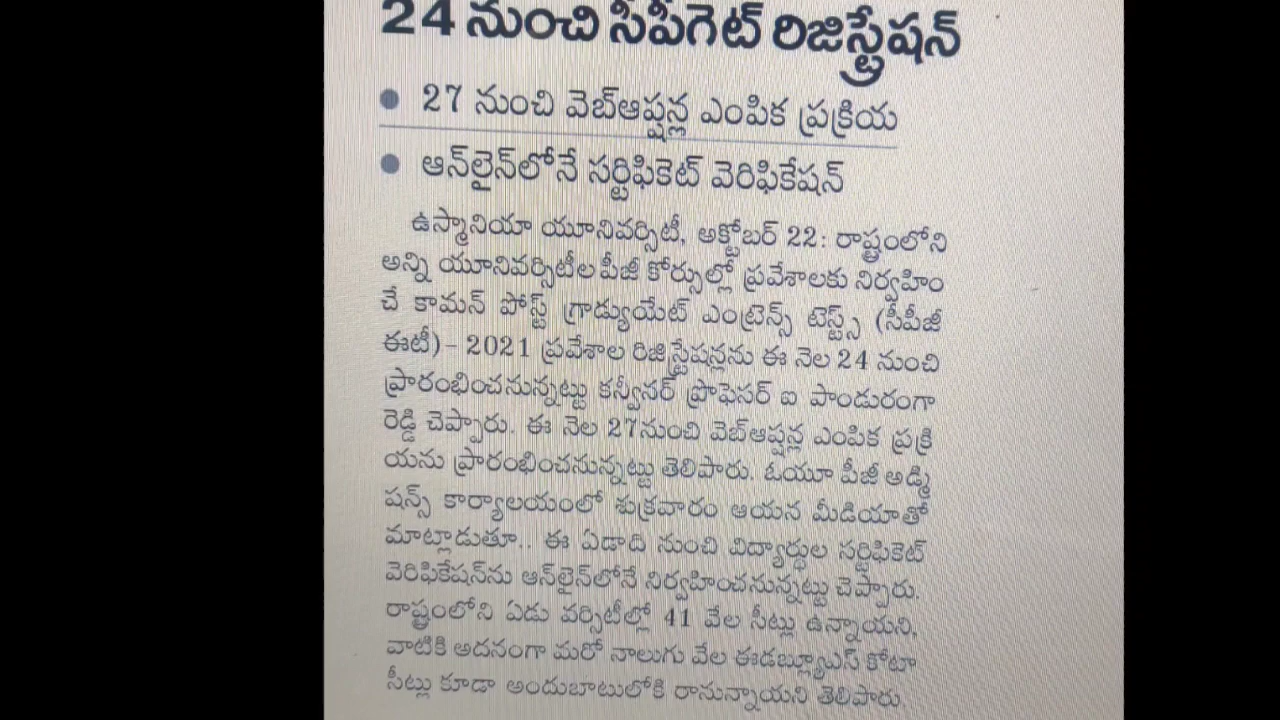 24 నుంచి సీపీగెట్ రిజిస్ట్రేషన్
27 నుంచి వెబ్ఆప్షన్ల ఎంపిక ప్రక్రియ
ఆన్‌లైన్‌లోనే సర్టిఫికెట్ వెరిఫికేషన్
ఉస్మానియా యూనివర్సిటీ, అక్టోబర్ 22: రాష్ట్రంలోని
అన్ని యూనివర్సిటీల పీజీ కోర్సుల్లో ప్రవేశాలకు నిర్వహిం
చే కామన్ పోస్ట్ గ్రాడ్యుయేట్ ఎంట్రెన్స్ టెస్ట్స్ (సీపీజీ
ఈటీ)- 2021 ప్రవేశాల రిజిస్ట్రేషన్లను ఈ నెల 24 నుంచి
ప్రారంభించనున్నట్టు కన్వీనర్ ప్రొఫెసర్ ఐ పాండురంగా
రెడ్డి చెప్పారు. ఈ నెల 27నుంచి వెబ్ఆప్షన్ల ఎంపిక ప్రక్రి
యను ప్రారంభించనున్నట్టు తెలిపారు. ఓయూ పీజీ అడ్మి
షన్స్ కార్యాలయంలో శుక్రవారం ఆయన మీడియాతో
మాట్లాడుతూ.. ఈ ఏడాది నుంచి విద్యార్థుల సర్టిఫికెట్
వెరిఫికేషన్‌ను ఆన్‌లైన్‌లోనే నిర్వహించనున్నట్టు చెప్పారు.
రాష్ట్రంలోని ఏడు వర్సిటీల్లో 41 వేల సీట్లు ఉన్నాయని,
వాటికి అదనంగా మరో నాలుగు వేల ఈడబ్ల్యూఎస్ కోటా
సీట్లు కూడా అందుబాటులోకి రానున్నాయని తెలిపారు.